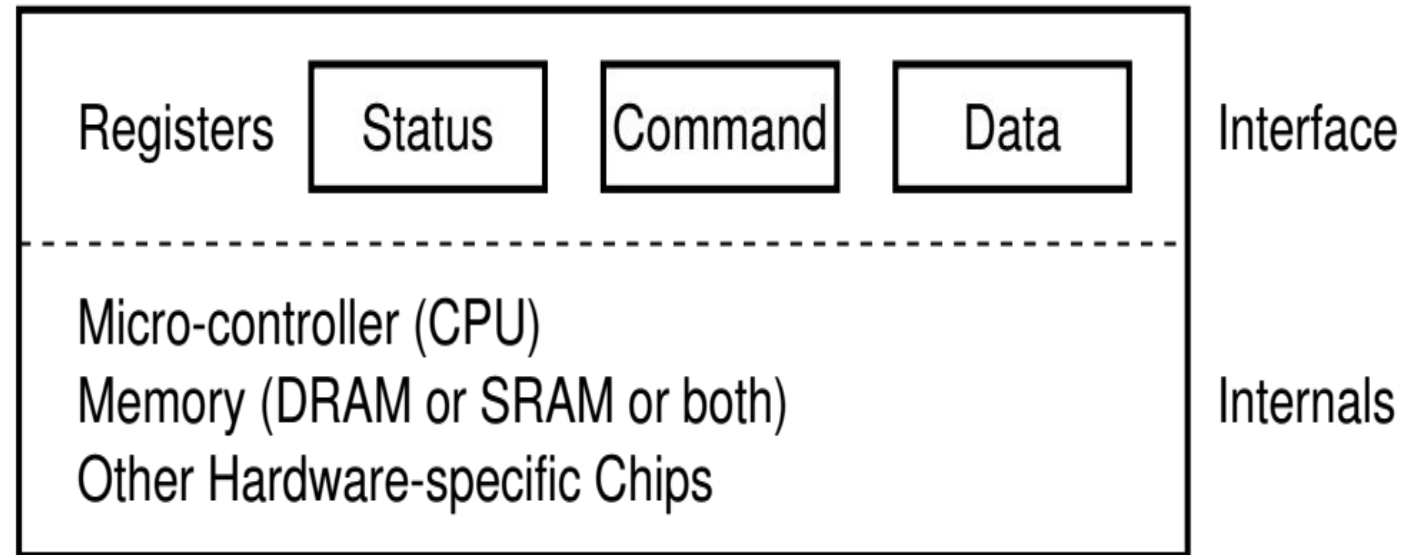 Registers Status Command Data Interface
Micro-controller (CPU)
Memory (DRAM or SRAM or both) Internals
Other Hardware-specific Chips